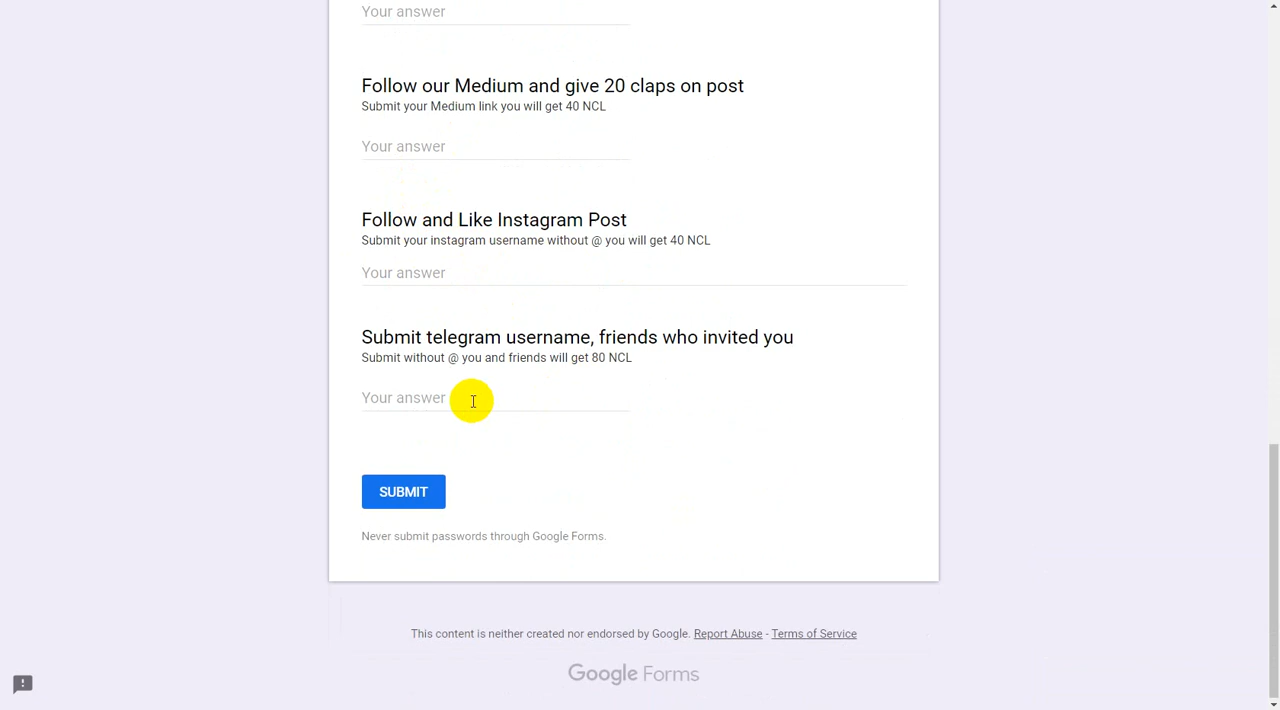 Your answer
Follow our Medium and give 20 claps on post
Submit your Medium link you will get 40 NCL
Your answer
Follow and Like Instagram Post
Submit your instagram username without @ you will get 40 NCL
Your answer
Submit telegram username, friends who invited you
Submit without @ you and friends will get 80 NCL
Your answer
SUBMIT
Never submit passwords through Google Forms.
This content is neither created nor endorsed by Google. Report Abuse - Terms of Service
Google Forms